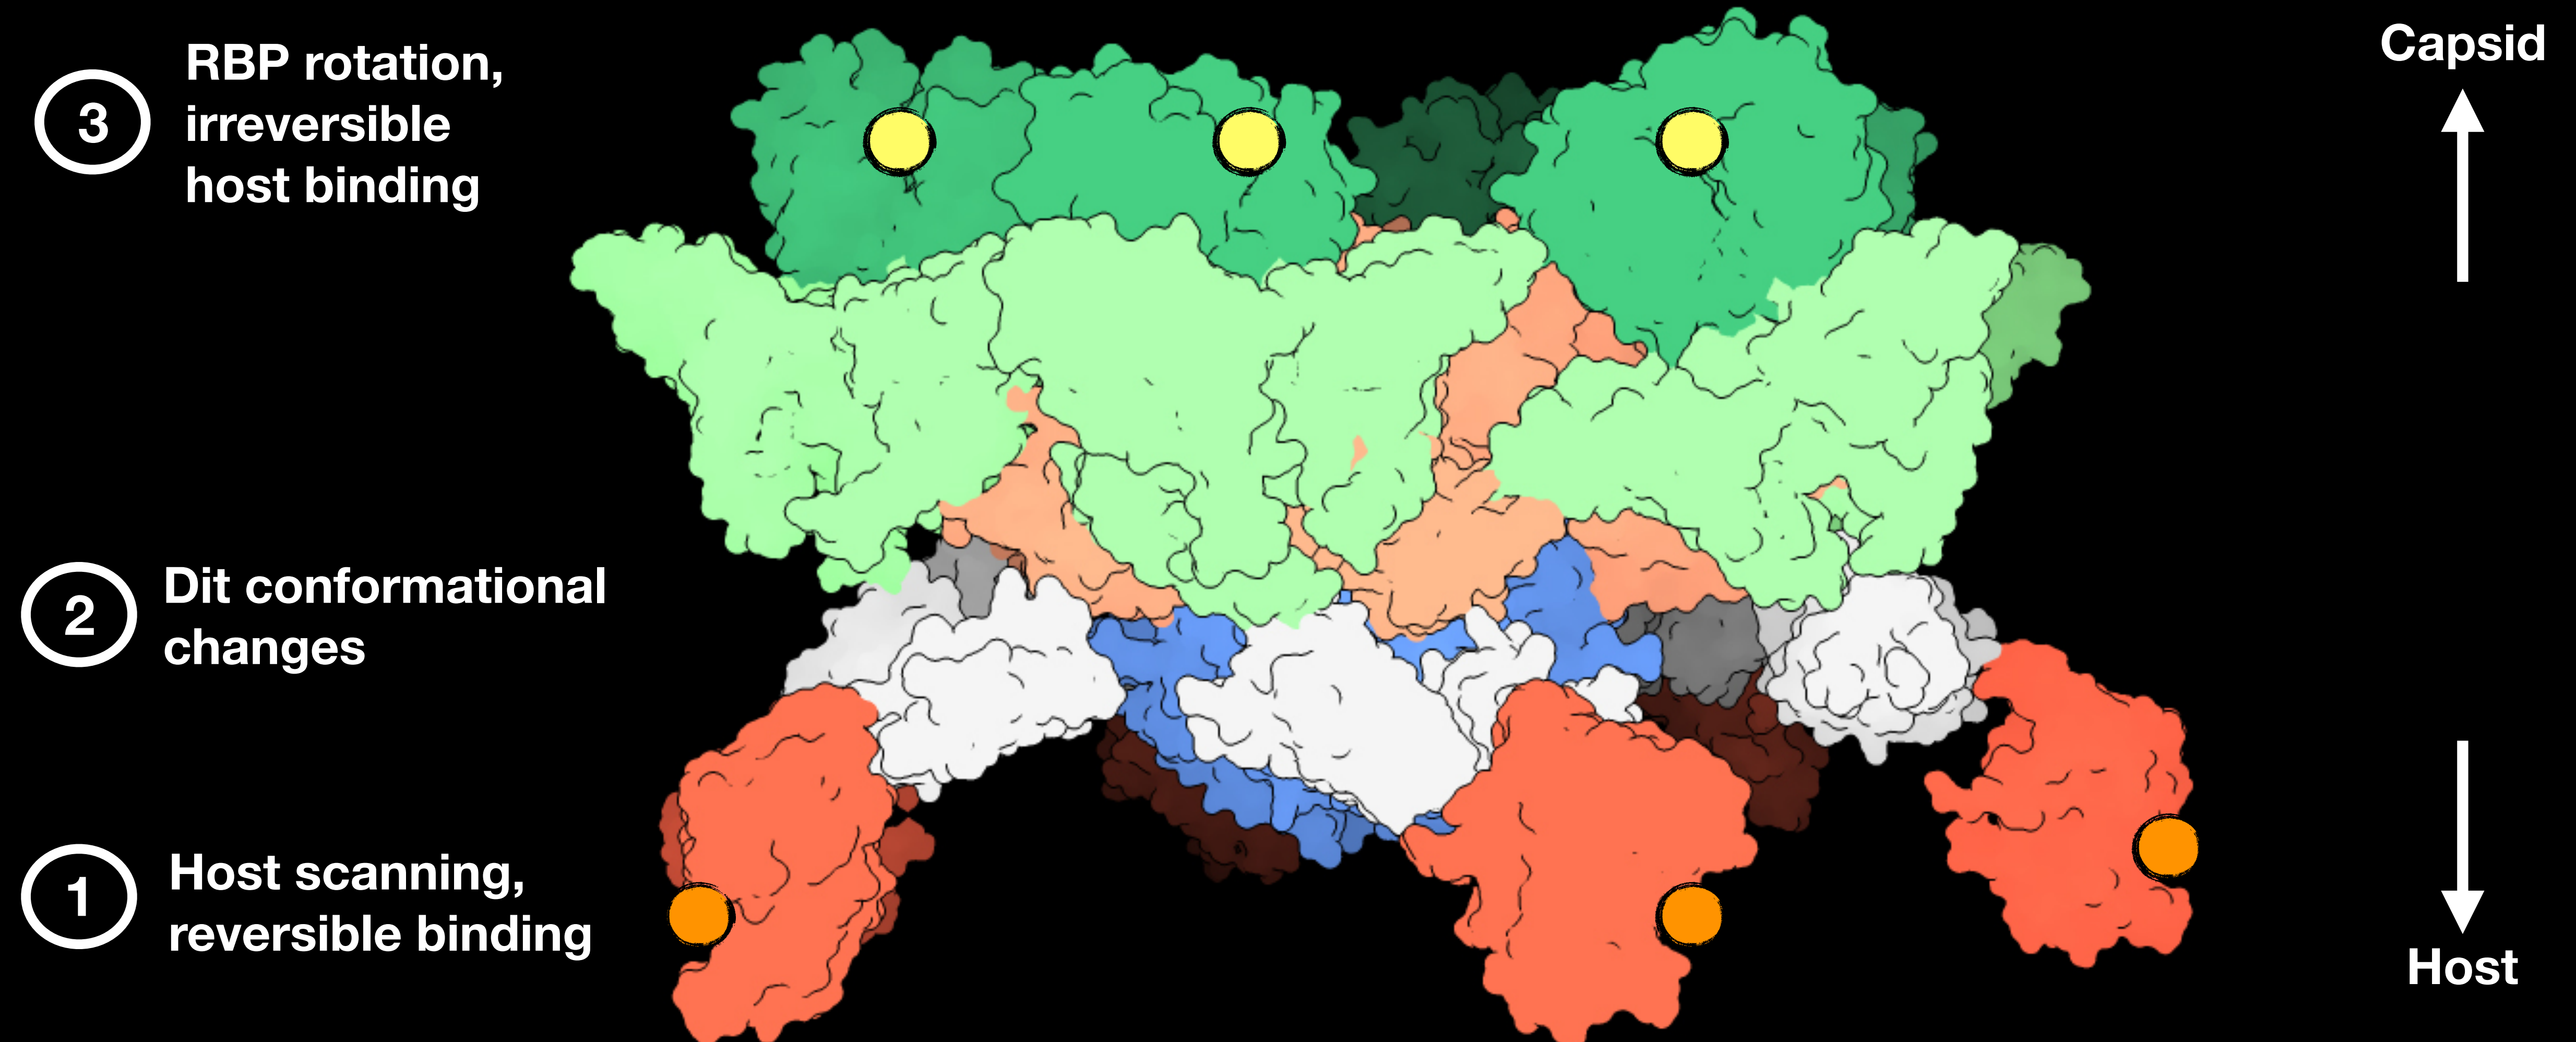 3
RBP rotation,
irreversible
host binding
2
Dit conformational
changes
1
Host scanning,
reversible binding
Capsid
Host